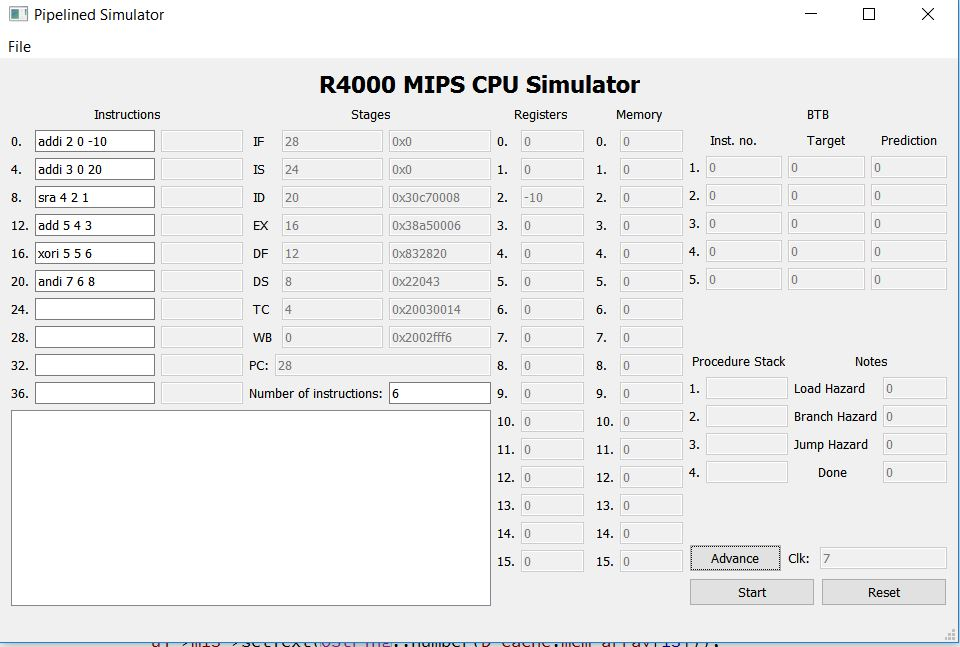 Pipelined Simulator
File
R4000 MIPS CPU Simulator
Instructions Stages Registers Memory BTB
0. addi 2 0 -10 IF 28 0x0 0. 0 0. 0 Inst. no. Target Prediction
4. addi 3 0 20 IS 24 0x0 1. 0 1. 0 1. 0 0 0
8. sra 4 2 1 ID 20 0x30c70008 2. -10 2. 0 2. 0 0 0
12. add 5 4 3 EX 16 0x38a50006 3. 0 3. 0 3. 0 0 0
16. xori 5 5 6 DF 12 0x832820 4. 0 4. 0 4. 0 0 0
20. andi 7 6 8 DS 8 0x22043 5. 0 5. 0 5. 0 0 0
24. TC 4 0x20030014 6. 0 6. 0
28. WB 0 0x2002fff6 7. 0 7. 0
32. PC: 28 8. 0 8. 0 Procedure Stack Notes
36. Number of instructions: 6 9. 0 9. 0 1. Load Hazard 0
10. 0 10. 0 2. Branch Hazard 0
11. 0 11. 0 3. Jump Hazard 0
12. 0 12. 0 4. Done 0
13. 0 13. 0
14. 0 14. 0
15. 0 15. 0 Advance Clk: 7
Start Reset